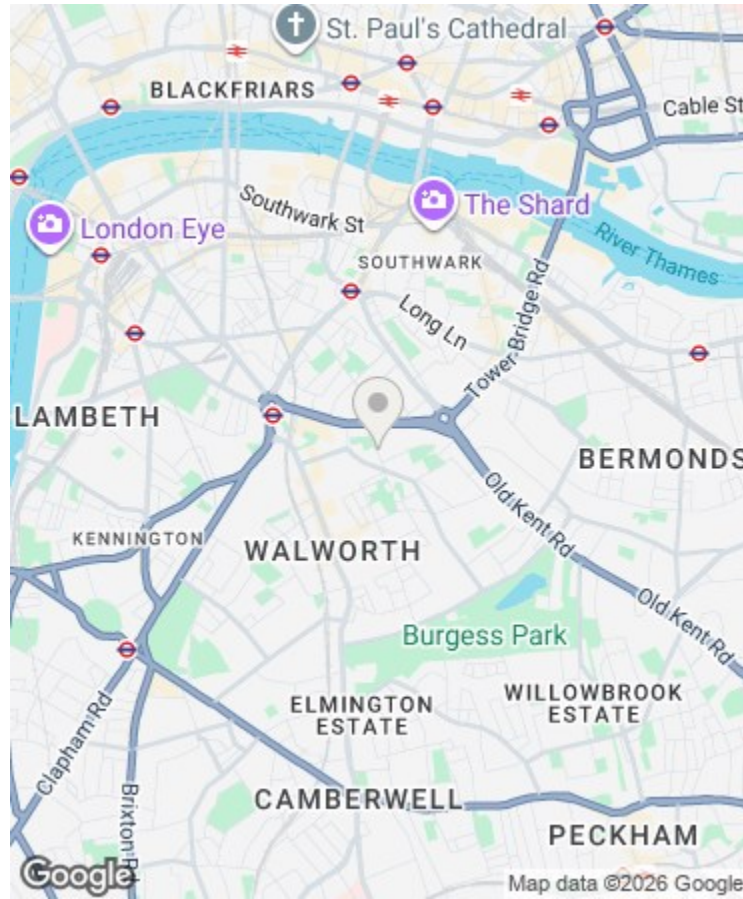 St. Paul's Cathedral
BLACKFRIARS
Cable St
Southwark St
The Shard
London Eye
River Thames
SOUTHWARK
Long Ln
Tower Bridge Rd
LAMBETH
BERMONDS
Old Kent Rd
KENNINGTON
WALWORTH
Old Kent Rd
Burgess Park
ELMINGTON
ESTATE
WILLOWBROOK
ESTATE
Clapham Rd
Brixton Rd
CAMBERWELL
PECKHAM
Google
Map data ©2026 Google